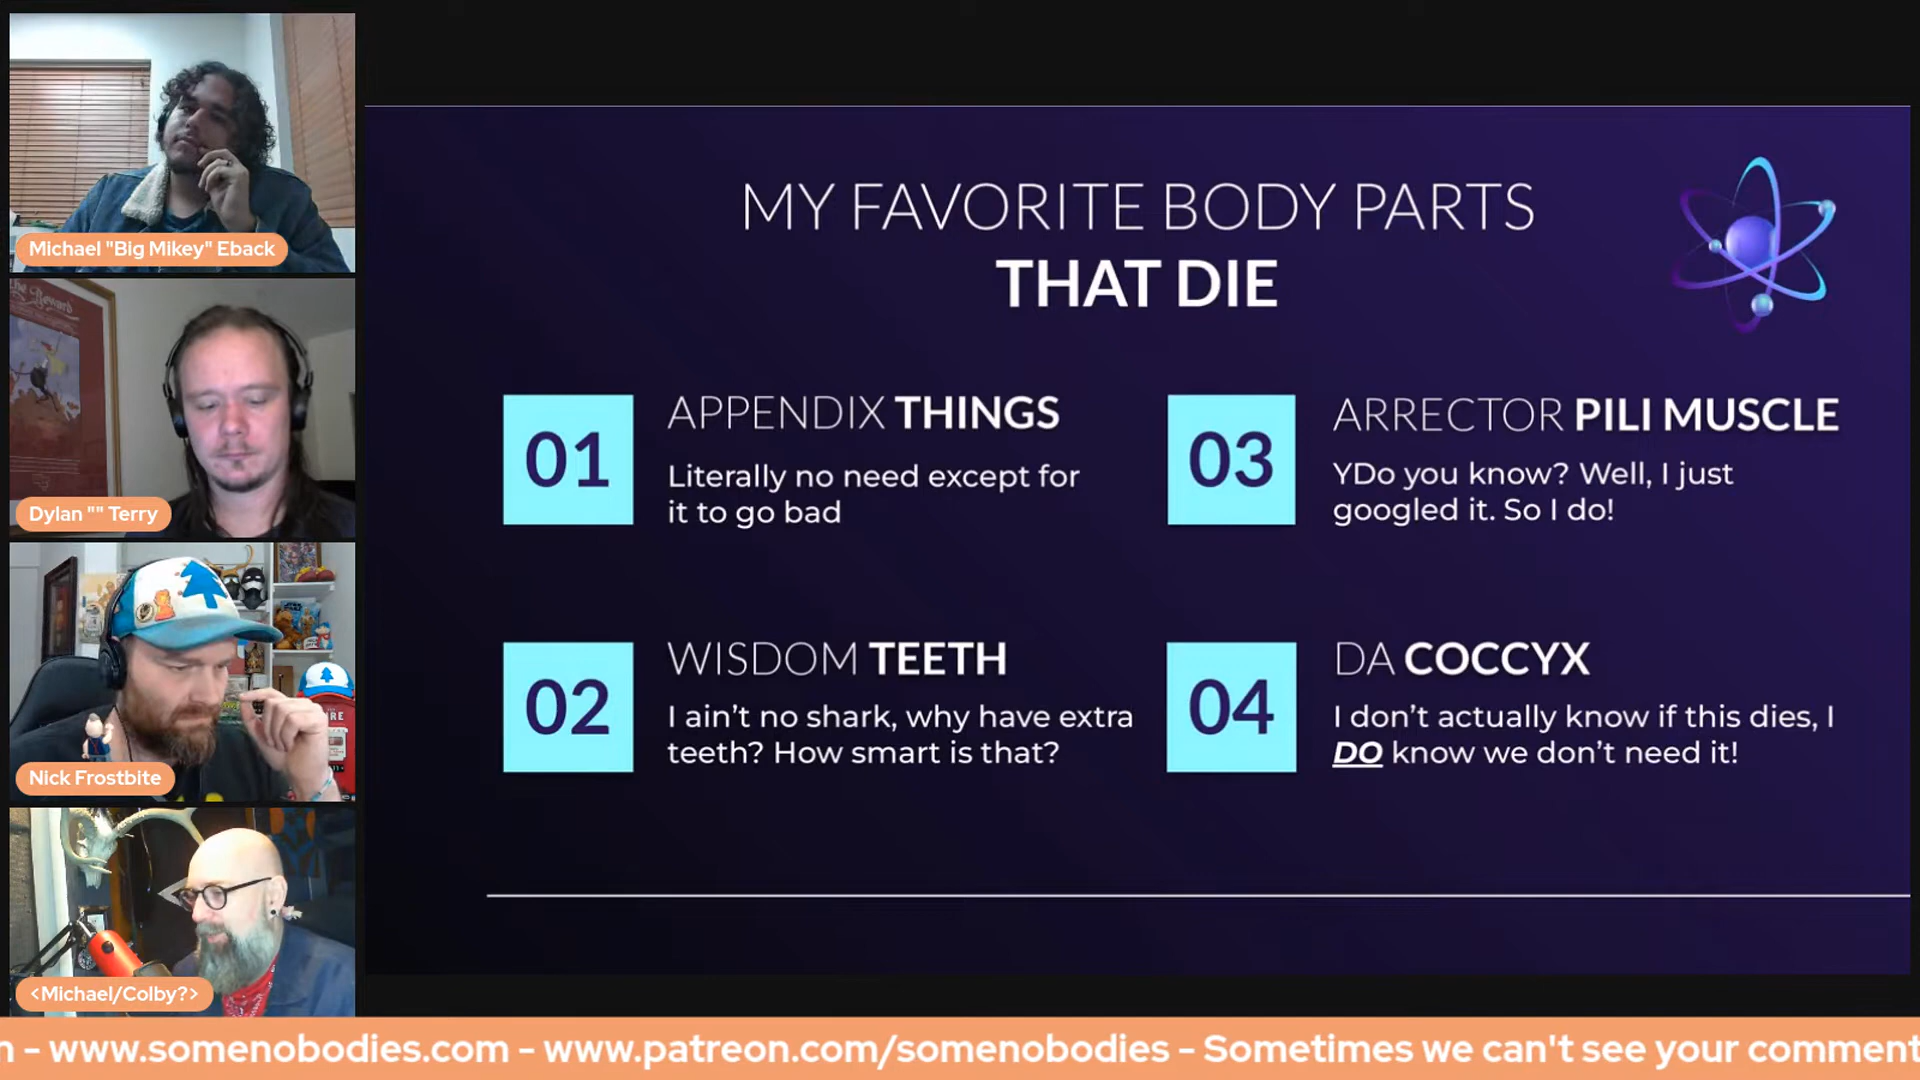 Michael "Big Mikey" Eback
the Reward
Dylan "" Terry
Nick Frostbite
<Michael/Colby?>
MY FAVORITE BODY PARTS
THAT DIE
01
APPENDIX THINGS
Literally no need except for
it to go bad
02
WISDOM TEETH
I ain't no shark, why have extra
teeth? How smart is that?
03
ARRECTOR PILI MUSCLE
YDo you know? Well, I just
googled it. So I do!
04
DA COCCYX
I don't actually know if this dies, I
DO know we don't need it!
n - www.somenobodies.com - www.patreon.com/somenobodies - Sometimes we can't see your comment